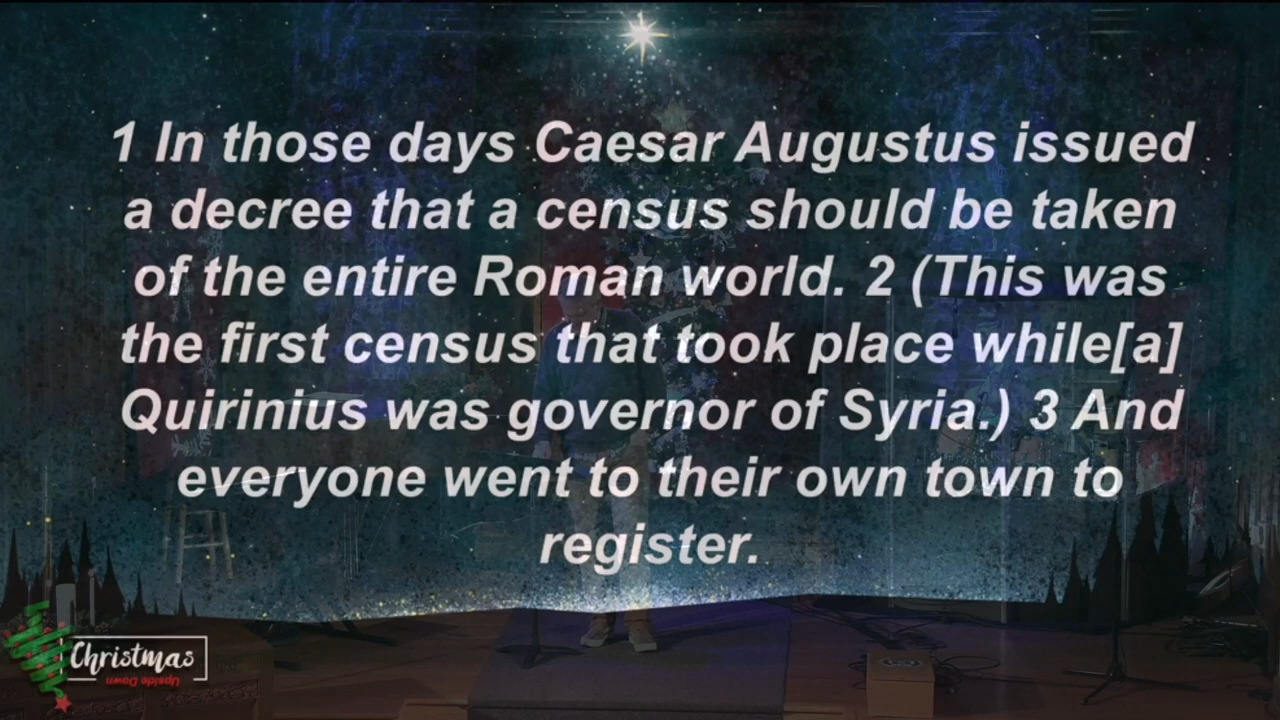 1 In those days Caesar Augustus issued
a decree that a census should be taken
of the entire Roman world. 2 (This was
the first census that took place while[a]
Quirinius was governor of Syria.) 3 And
everyone went to their own town to
register.
Christmas
Upside Down